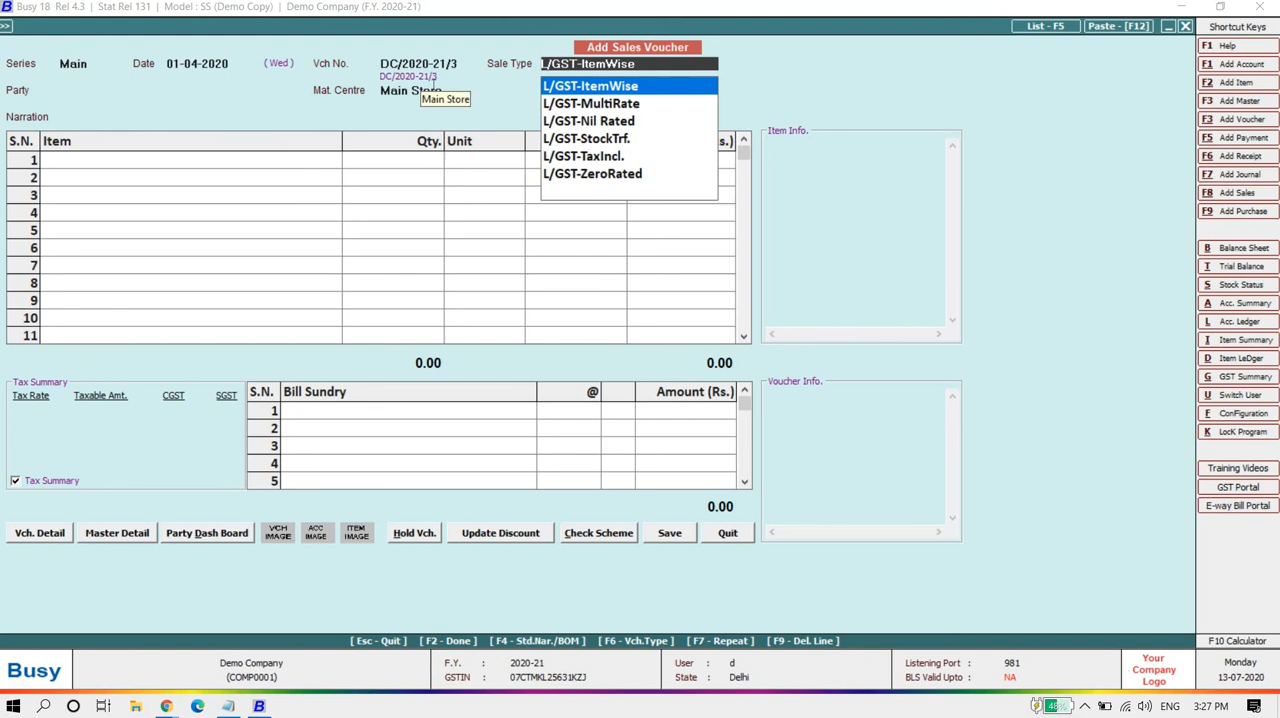 Busy 18 Rel 4.3 | Stat Rel 131 | Model : SS (Demo Copy) | Demo Company (F.Y. 2020-21)
>>
List - F5
Paste - [F12]
Shortcut Keys
Add Sales Voucher
Series Main Date 01-04-2020 (Wed.) Vch No. DC/2020-21/3 Sale Type L/GST-ItemWise
DC/2020-21/3
Party Mat. Centre Main Store
Main Store
Narration
L/GST-ItemWise
L/GST-MultiRate
L/GST-Nil Rated
L/GST-StockTrf.
L/GST-TaxIncl.
L/GST-ZeroRated
S.N. Item Qty. Unit s.)
1
2
3
4
5
6
7
8
9
10
11
0.00 0.00
Item Info.
Tax Summary
Tax Rate Taxable Amt. CGST SGST
Tax Summary
S.N. Bill Sundry @ Amount (Rs.)
1
2
3
4
5
0.00
Voucher Info.
Vch. Detail
Master Detail
Party Dash Board
VCH IMAGE
ACC IMAGE
ITEM IMAGE
Hold Vch.
Update Discount
Check Scheme
Save
Quit
F1 Help
F1 Add Account
F2 Add Item
F3 Add Master
F3 Add Voucher
F5 Add Payment
F6 Add Receipt
F7 Add Journal
F8 Add Sales
F9 Add Purchase
B Balance Sheet
T Trial Balance
S Stock Status
A Acc. Summary
L Acc. Ledger
I Item Summary
D Item LeDger
G GST Summary
U Switch User
F ConFiguration
K LocK Program
Training Videos
GST Portal
E-way Bill Portal
[ Esc - Quit ] [ F2 - Done ] [ F4 - Std.Nar./BOM ] [ F6 - Vch.Type ] [ F7 - Repeat ] [ F9 - Del. Line ]
F10 Calculator
Busy
Demo Company
(COMP0001)
F.Y. : 2020-21
GSTIN : 07CTMKL25631KZJ
User : d
State : Delhi
Listening Port : 981
BLS Valid Upto : NA
Your
Company
Logo
Monday
13-07-2020
48%
ENG 3:27 PM